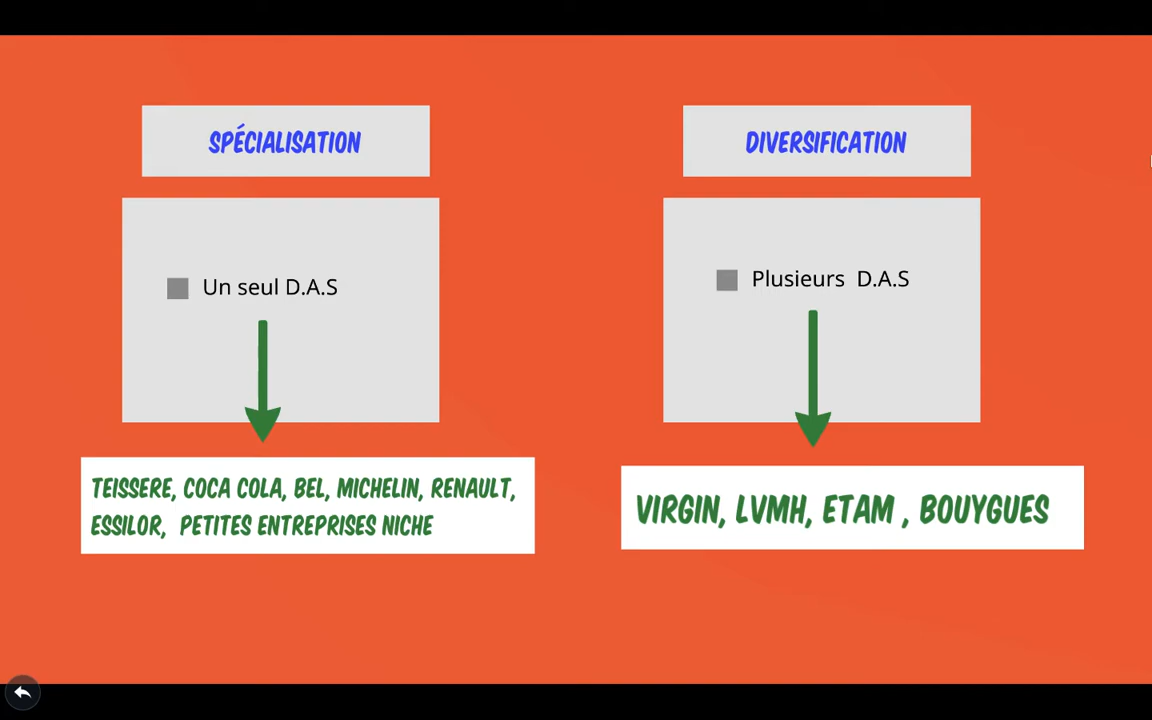 SPÉCIALISATION
Un seul D.A.S
TEISSERE, COCA COLA, BEL, MICHELIN, RENAULT,
ESSILOR, PETITES ENTREPRISES NICHE
DIVERSIFICATION
Plusieurs D.A.S
VIRGIN, LVMH, ETAM , BOUYGUES